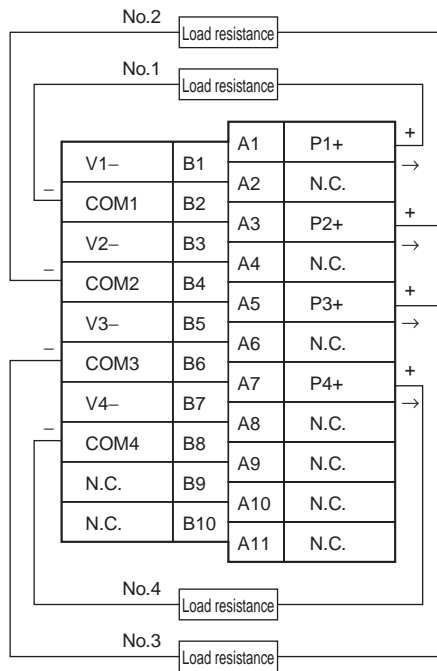 No.2
Load resistance
No.1
Load resistance
A1 P1+ +
V1− B1 →
A2 N.C.
− COM1 B2
A3 P2+ +
V2− B3 →
A4 N.C.
− COM2 B4
A5 P3+ +
V3− B5 →
A6 N.C.
− COM3 B6
A7 P4+ +
V4− B7 →
A8 N.C.
− COM4 B8
A9 N.C.
N.C. B9
A10 N.C.
N.C. B10
A11 N.C.
No.4
Load resistance
No.3
Load resistance